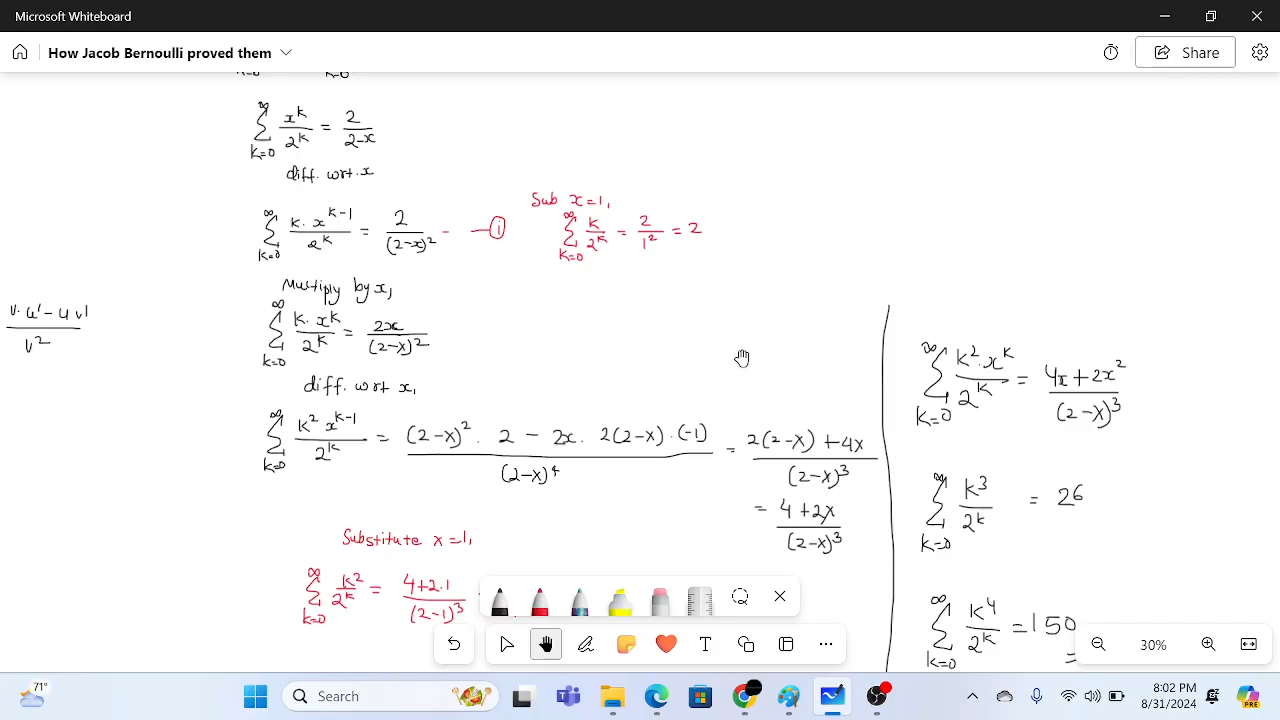 Microsoft Whiteboard
How Jacob Bernoulli proved them
Share
k=0 k=0
∞ ∑ k=0 x^k / 2^k = 2 / 2-x
diff. wrt. x
∞ ∑ k=0 k. x^(k-1) / 2^k = 2 / (2-x)^2 - —(i)
Sub x=1,
∞ ∑ k=0 k / 2^k = 2 / 1^2 = 2
Multiply by x,
v. u' - u v' / v^2
∞ ∑ k=0 k. x^k / 2^k = 2x / (2-x)^2
diff. wrt x,
∞ ∑ k=0 k^2 x^(k-1) / 2^k = (2-x)^2 . 2 - 2x. 2(2-x).(-1) / (2-x)^4 = 2(2-x) + 4x / (2-x)^3
= 4+2x / (2-x)^3
Substitute x=1,
∞ ∑ k=0 k^2 / 2^k = 4+2.1 / (2-1)^3
∞ ∑ k=0 k^2. x^k / 2^k = 4x+2x^2 / (2-x)^3
∞ ∑ k=0 k^3 / 2^k = 26
∞ ∑ k=0 k^4 / 2^k = 150
30%
71°
Search
8:02 PM
8/31/2024
PRE